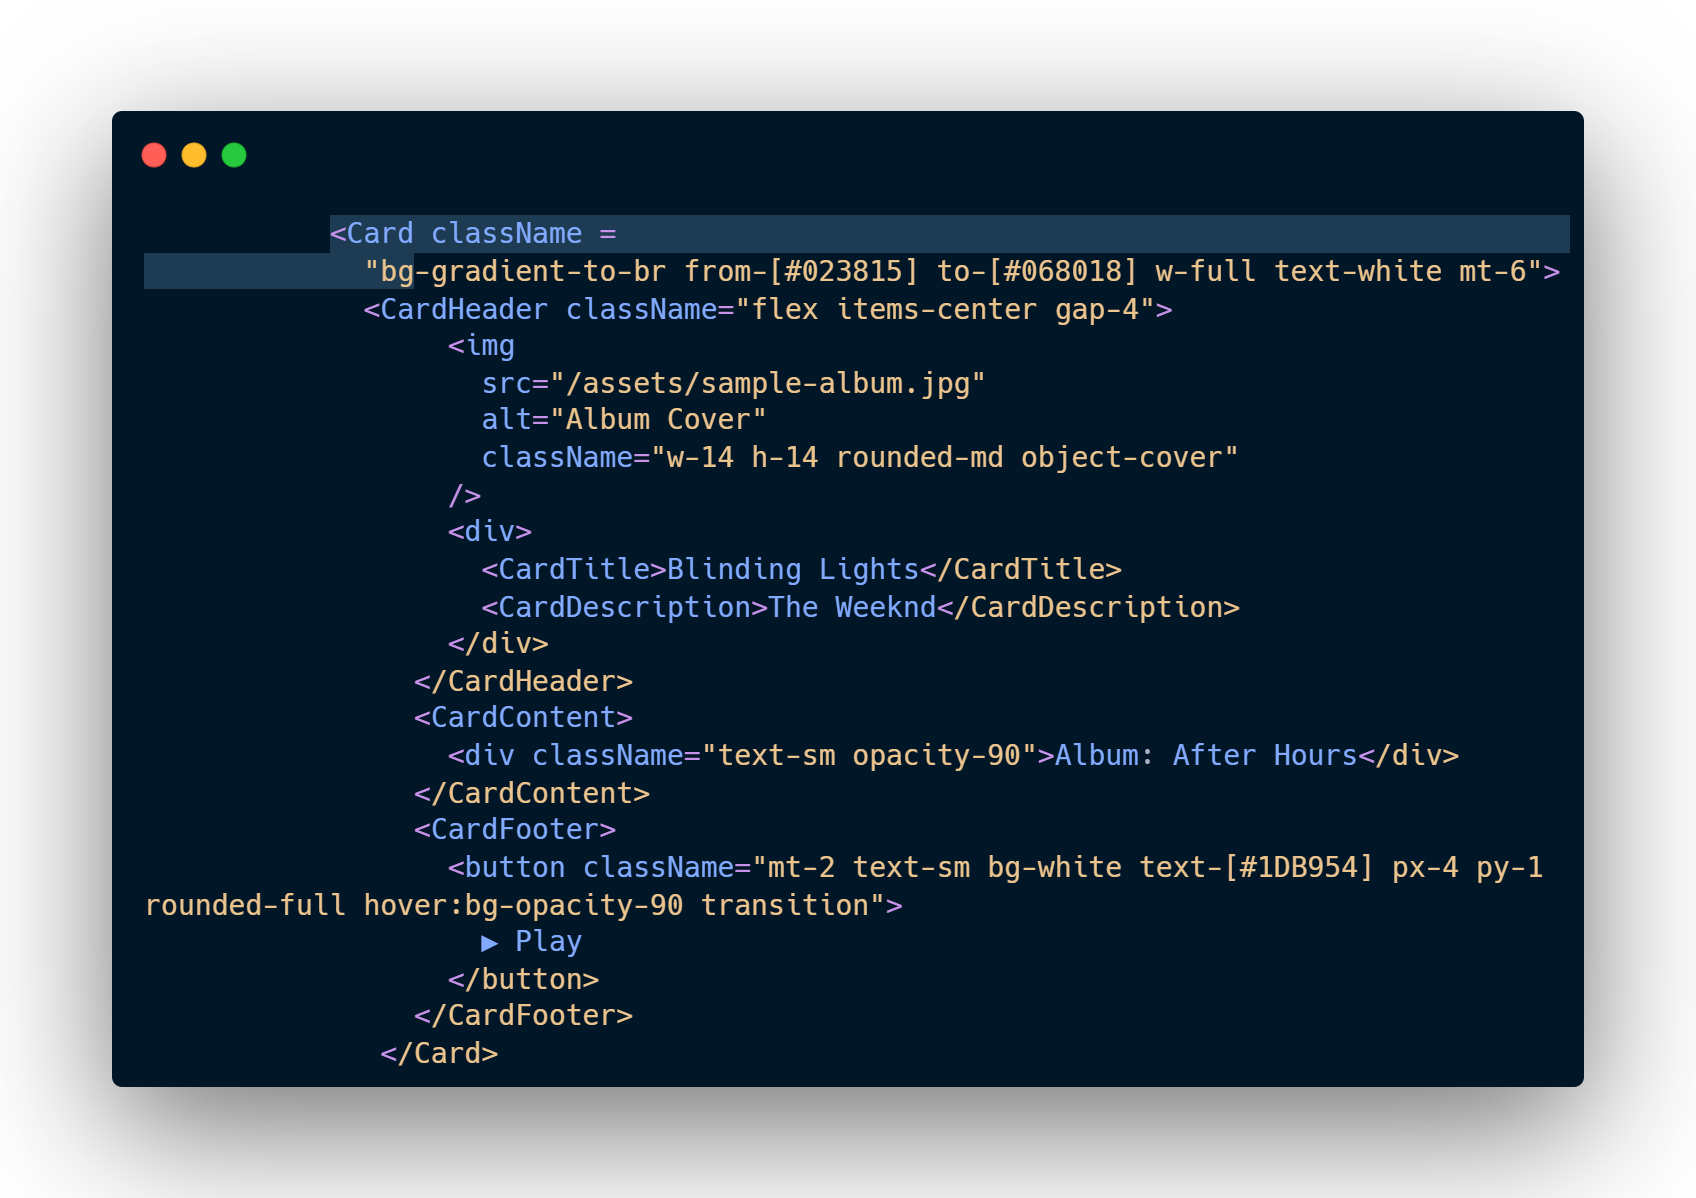 <Card className =
"bg-gradient-to-br from-[#023815] to-[#068018] w-full text-white mt-6">
<CardHeader className="flex items-center gap-4">
<img
src="/assets/sample-album.jpg"
alt="Album Cover"
className="w-14 h-14 rounded-md object-cover"
/>
<div>
<CardTitle>Blinding Lights</CardTitle>
<CardDescription>The Weeknd</CardDescription>
</div>
</CardHeader>
<CardContent>
<div className="text-sm opacity-90">Album: After Hours</div>
</CardContent>
<CardFooter>
<button className="mt-2 text-sm bg-white text-[#1DB954] px-4 py-1
rounded-full hover:bg-opacity-90 transition">
▶ Play
</button>
</CardFooter>
</Card>